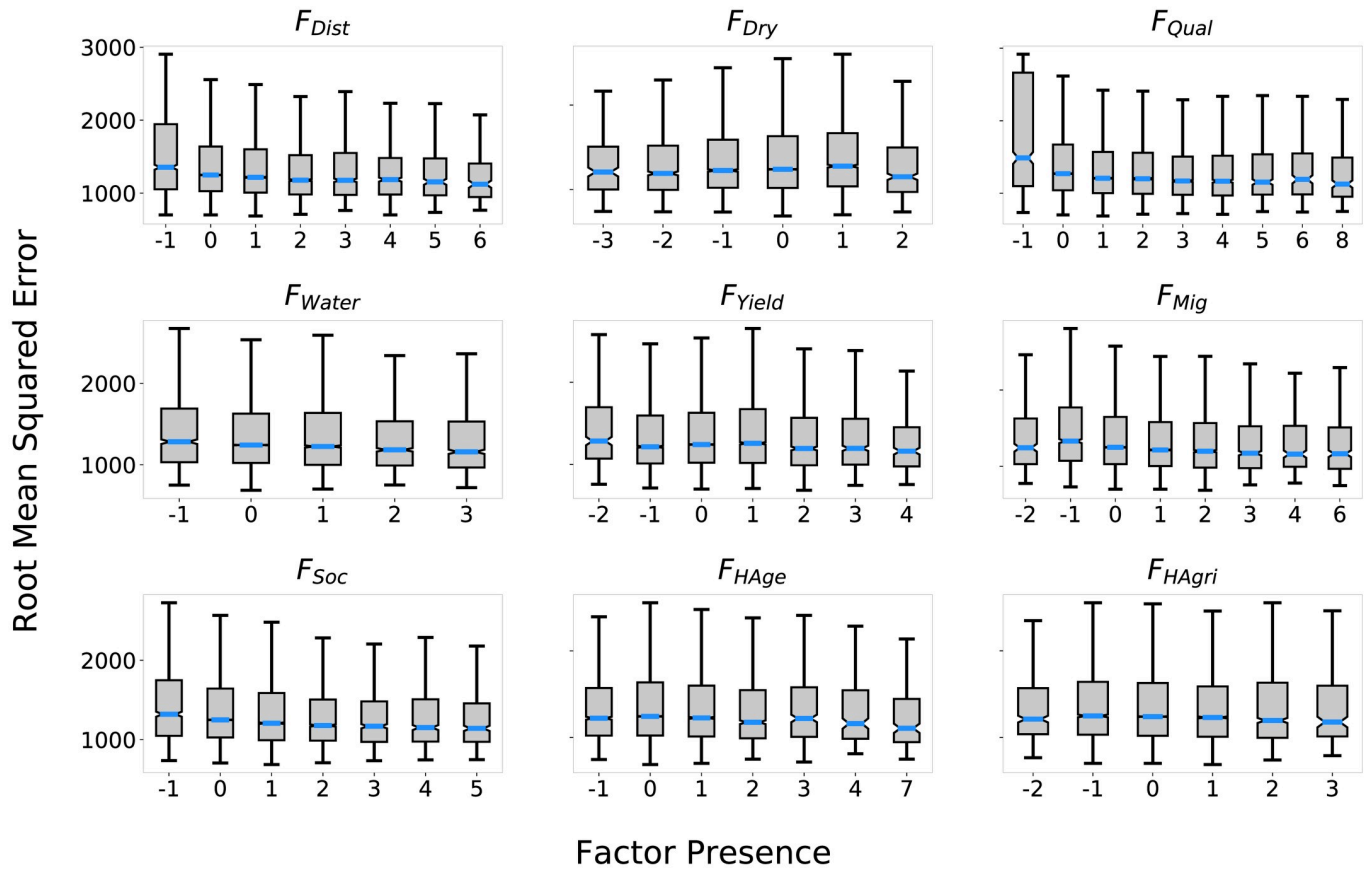 F_Dist F_Dry F_Qual
3000
2000
1000
-1 0 1 2 3 4 5 6
-3 -2 -1 0 1 2
-1 0 1 2 3 4 5 6 8
F_Water F_Yield F_Mig
2000
1000
-1 0 1 2 3
-2 -1 0 1 2 3 4
-2 -1 0 1 2 3 4 6
F_Soc F_HAge F_HAgri
2000
1000
-1 0 1 2 3 4 5
-1 0 1 2 3 4 7
-2 -1 0 1 2 3
Root Mean Squared Error
Factor Presence